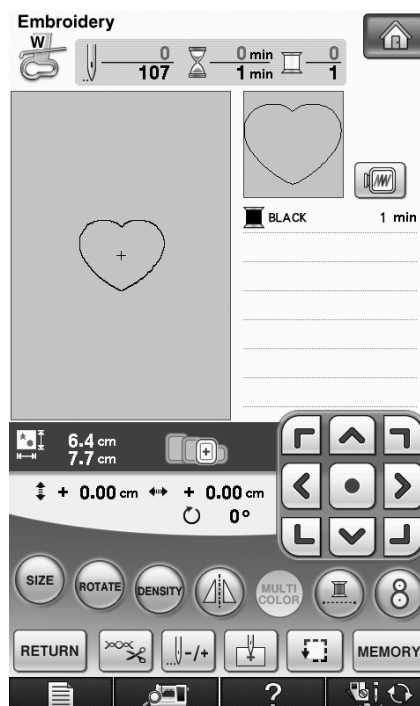 Embroidery
W
0 0 min 0
107 1 min 1
BLACK 1 min
6.4 cm
7.7 cm
+ 0.00 cm + 0.00 cm
0°
SIZE ROTATE DENSITY MULTI COLOR 8
RETURN -/+ MEMORY
? i